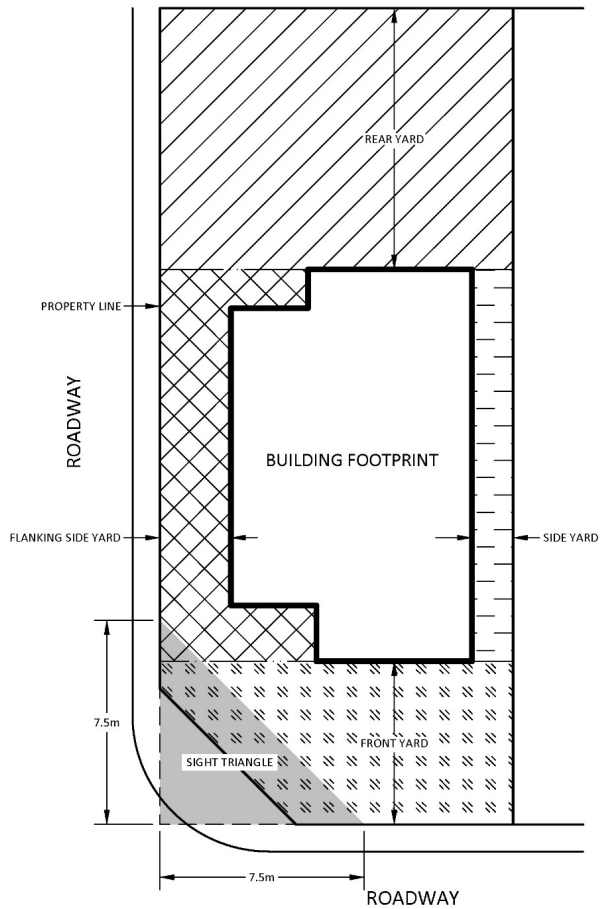 REAR YARD
PROPERTY LINE
ROADWAY
BUILDING FOOTPRINT
FLANKING SIDE YARD
SIDE YARD
7.5m
FRONT YARD
SIGHT TRIANGLE
7.5m
ROADWAY